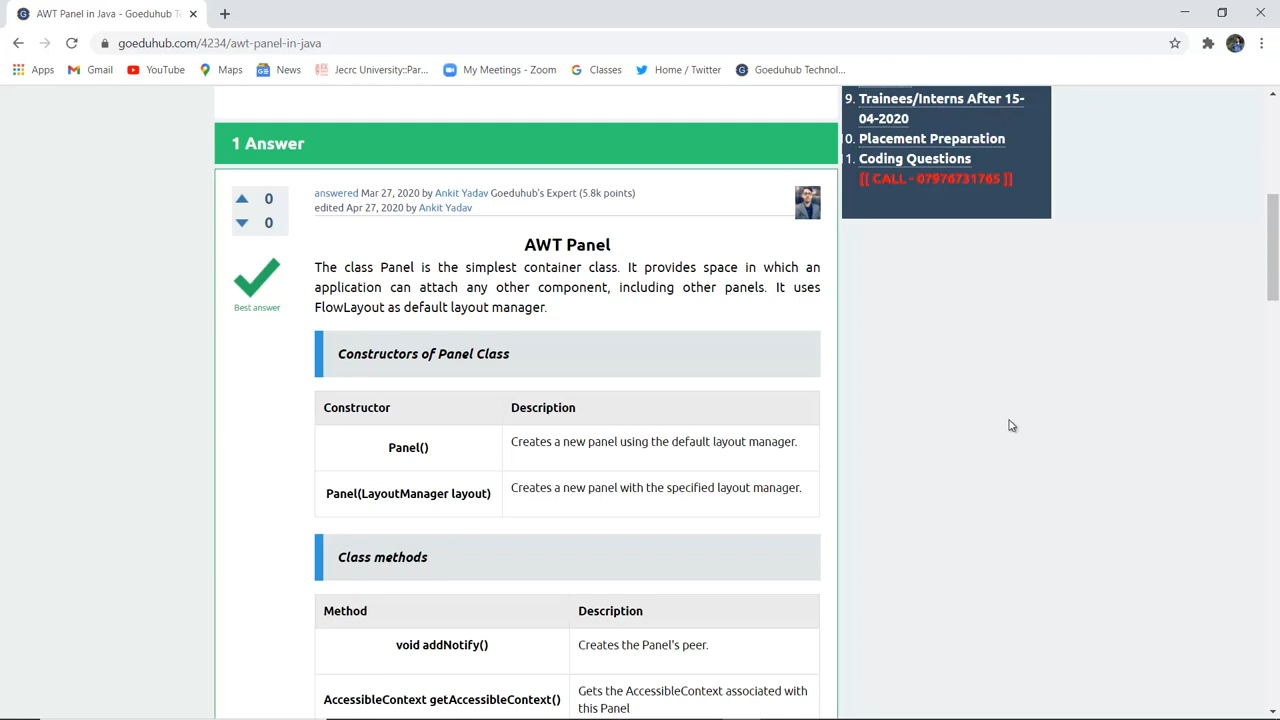 AWT Panel in Java - Goeduhub Te
goeduhub.com/4234/awt-panel-in-java
Apps
Gmail
YouTube
Maps
News
Jecrc University::Par...
My Meetings - Zoom
Classes
Home / Twitter
Goeduhub Technol...
9. Trainees/Interns After 15-
04-2020
10. Placement Preparation
11. Coding Questions
[[ CALL - 07976731765 ]]
1 Answer
0
0
Best answer
answered Mar 27, 2020 by Ankit Yadav Goeduhub's Expert (5.8k points)
edited Apr 27, 2020 by Ankit Yadav
AWT Panel
The class Panel is the simplest container class. It provides space in which an
application can attach any other component, including other panels. It uses
FlowLayout as default layout manager.
Constructors of Panel Class
Constructor Description
Panel() Creates a new panel using the default layout manager.
Panel(LayoutManager layout) Creates a new panel with the specified layout manager.
Class methods
Method Description
void addNotify() Creates the Panel's peer.
AccessibleContext getAccessibleContext() Gets the AccessibleContext associated with
this Panel